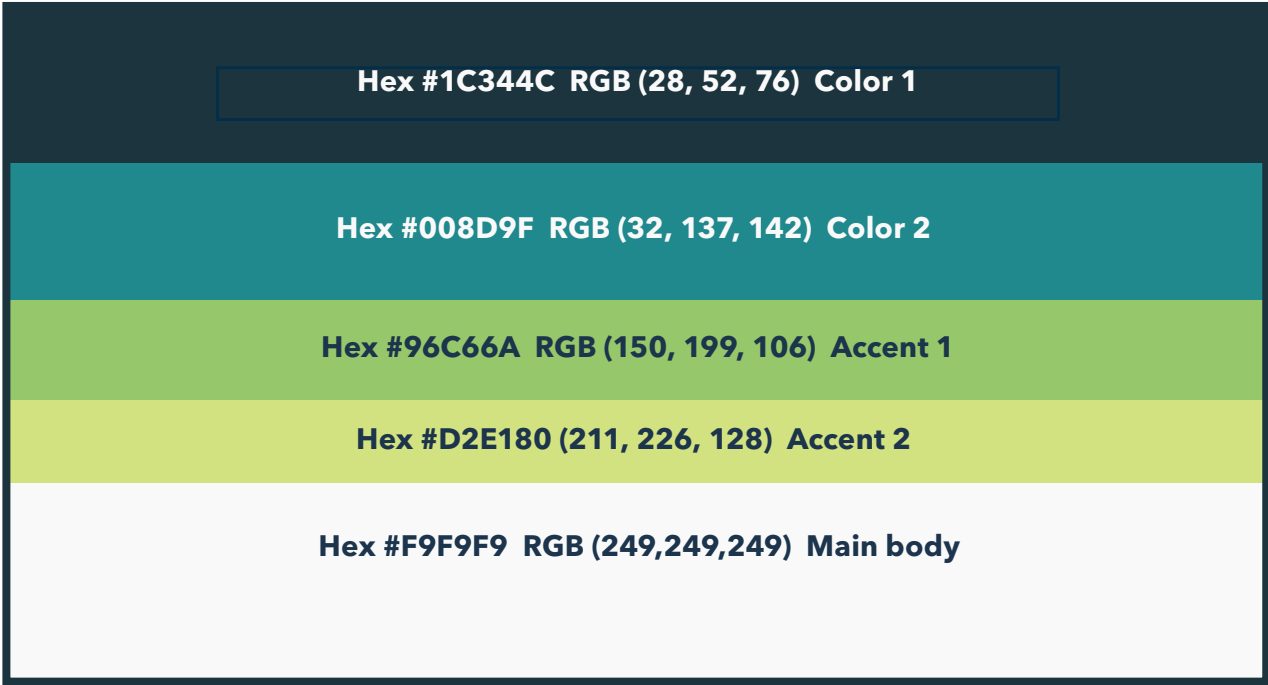 Hex #1C344C  RGB (28, 52, 76)  Color 1
Hex #008D9F  RGB (32, 137, 142)  Color 2
Hex #96C66A  RGB (150, 199, 106)  Accent 1
Hex #D2E180 (211, 226, 128)  Accent 2
Hex #F9F9F9  RGB (249,249,249)  Main body